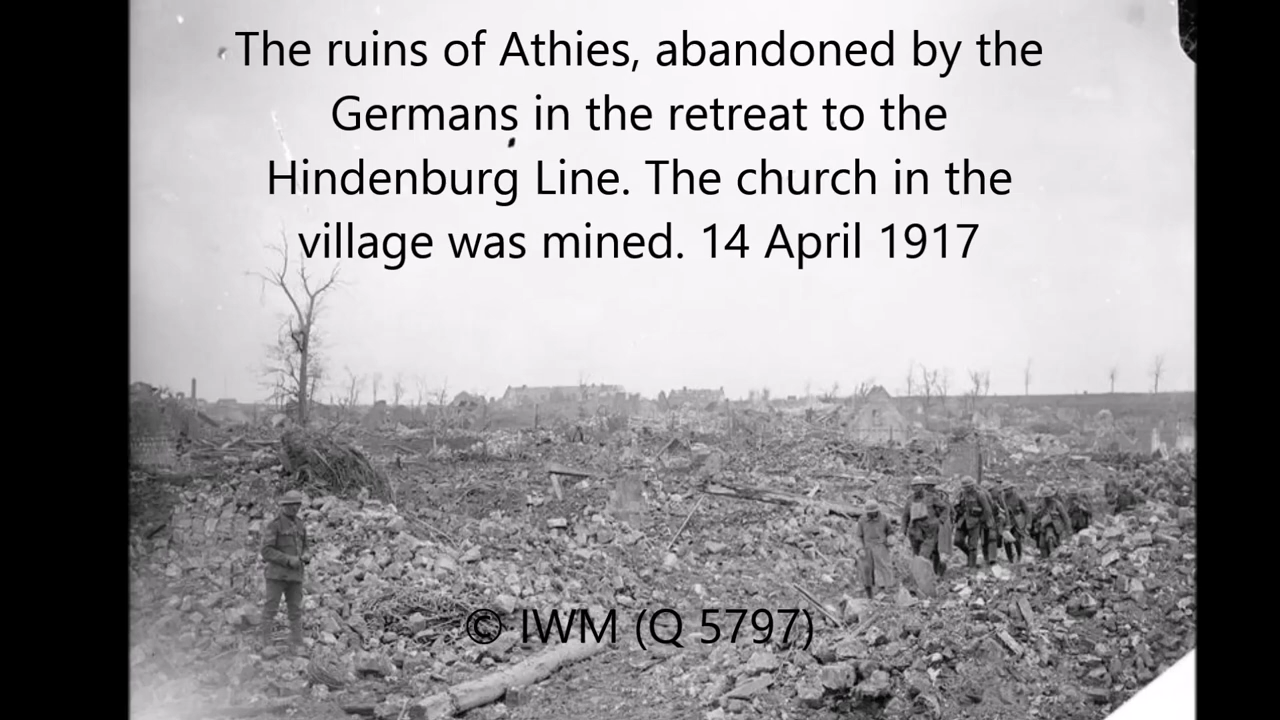 The ruins of Athies, abandoned by the
Germans in the retreat to the
Hindenburg Line. The church in the
village was mined. 14 April 1917
© IWM (Q 5797)